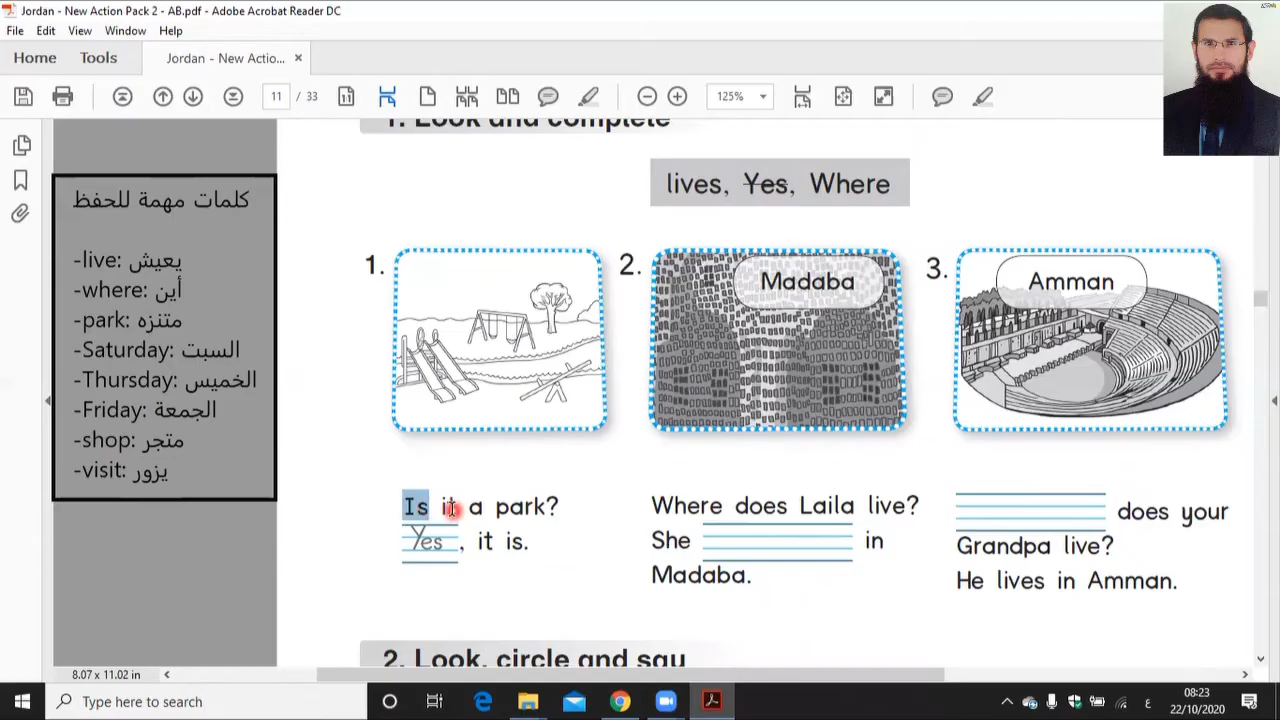 Jordan - New Action Pack 2 - AB.pdf - Adobe Acrobat Reader DC
File Edit View Window Help
Home Tools Jordan - New Actio... ×
11 / 33 125%
1. Look and complete
lives, Yes, Where
كلمات مهمة للحفظ
-live: يعيش
-where: أين
-park: متنزه
-Saturday: السبت
-Thursday: الخميس
-Friday: الجمعة
-shop: متجر
-visit: يزور
1.
2. Madaba
3. Amman
Is it a park?
Yes, it is.
Where does Laila live?
She in
Madaba.
does your
Grandpa live?
He lives in Amman.
2. Look, circle and say
8.07 x 11.02 in
Type here to search
ع
08:23
22/10/2020